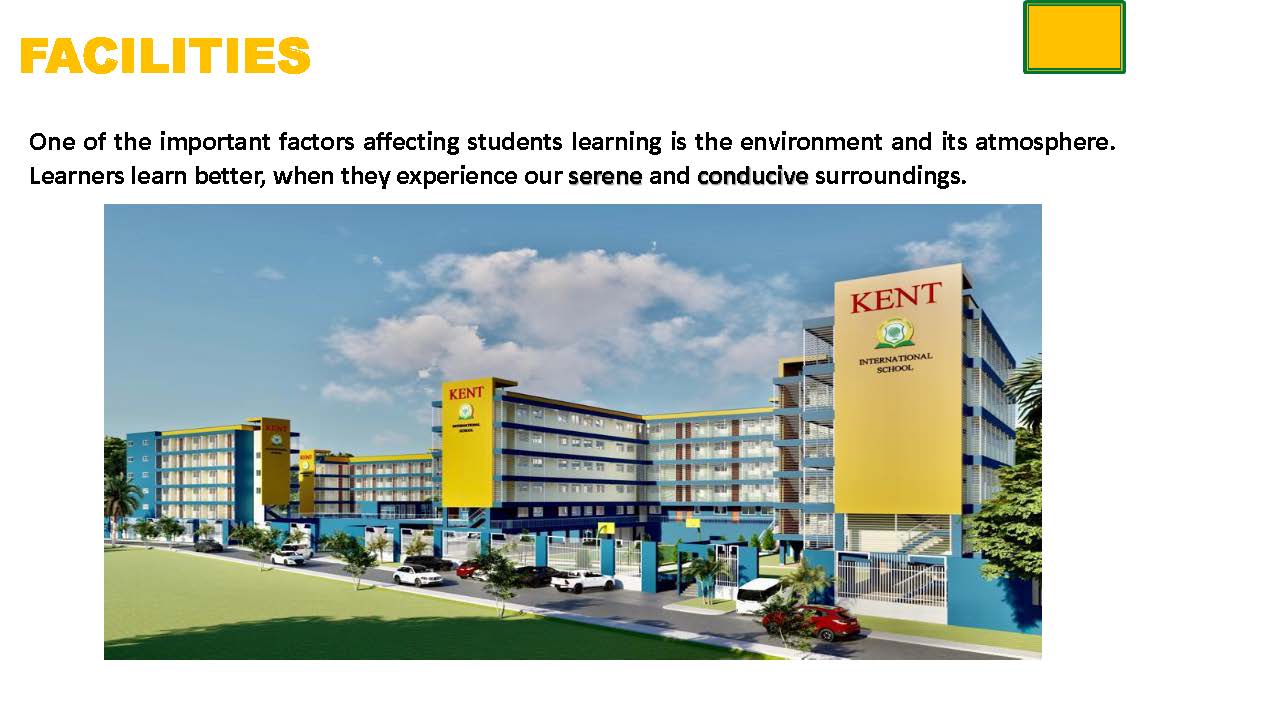 FACILITIES
One of the important factors affecting students learning is the environment and its atmosphere.
Learners learn better, when they experience our serene and conducive surroundings.
KENT
INTERNATIONAL
SCHOOL
KENT
INTERNATIONAL
SCHOOL
KENT
KENT